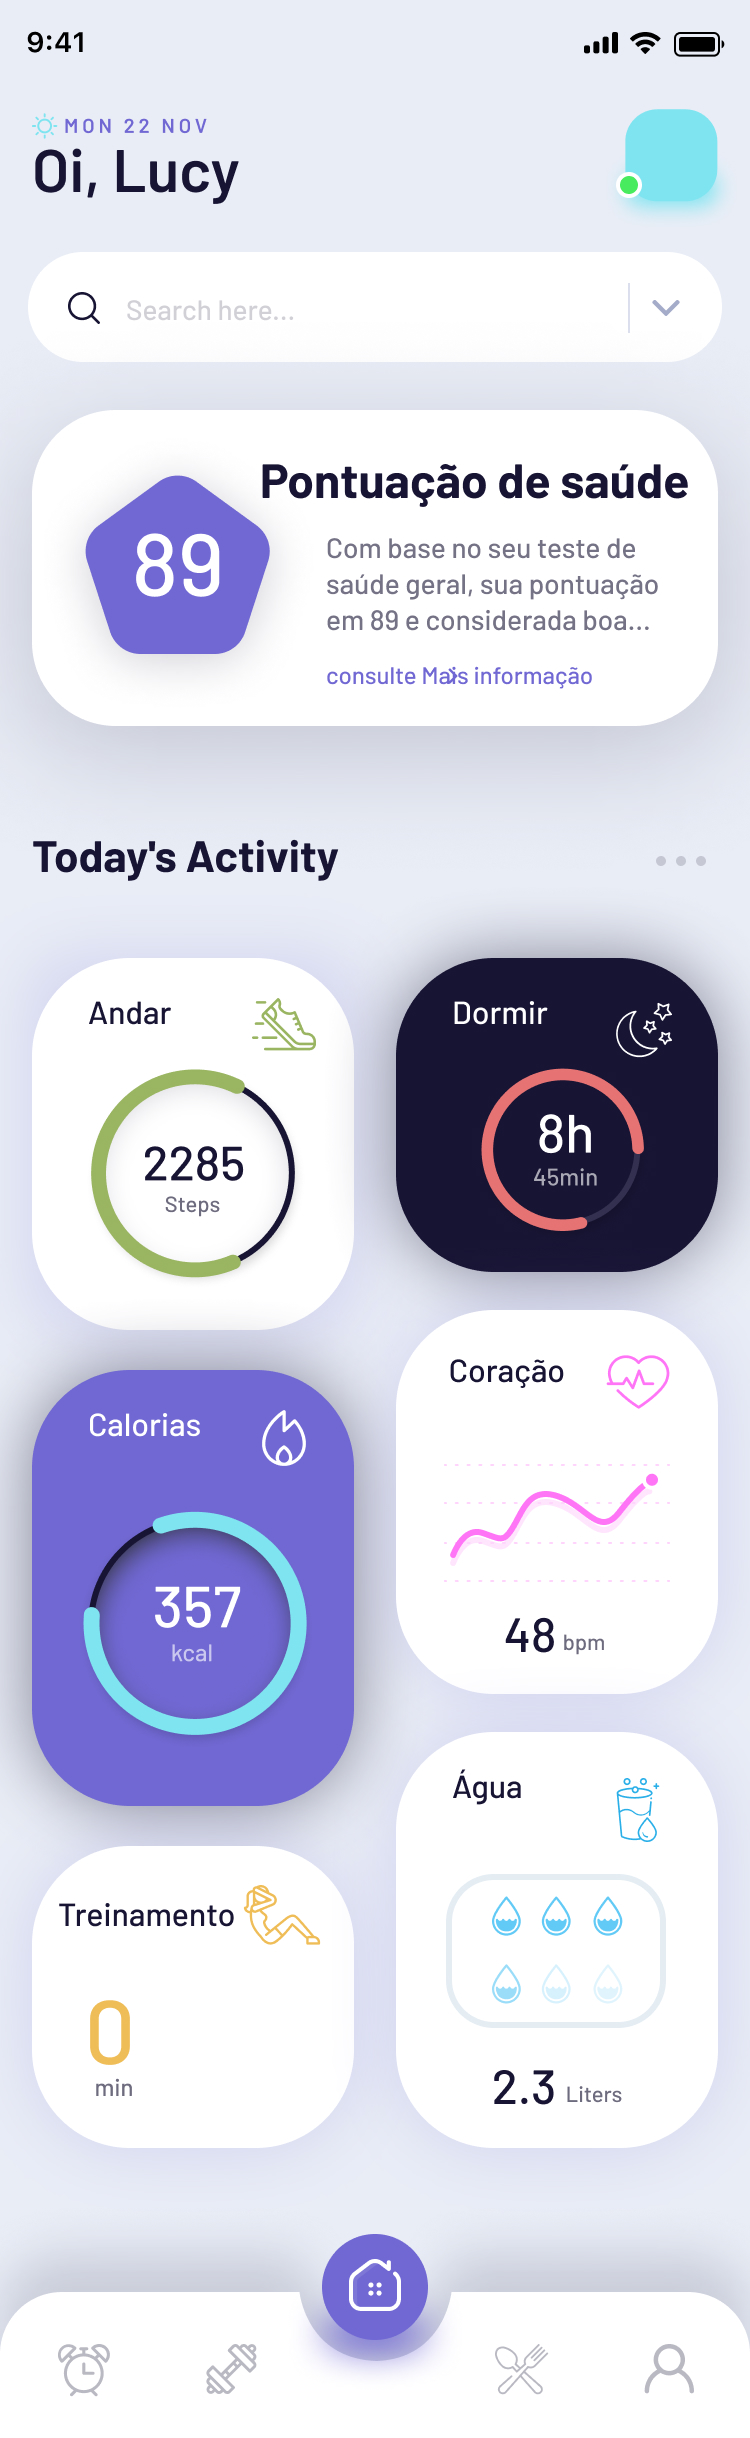 9:41
MON 22 NOV
Oi, Lucy
Search here...
Pontuação de saúde
89
Com base no seu teste de
saúde geral, sua pontuação
em 89 e considerada boa...
consulte Mais informação
Today's Activity
Andar
2285
Steps
Dormir
8h
45min
Calorias
357
kcal
Coração
48 bpm
Treinamento
0
min
Água
2.3 Liters